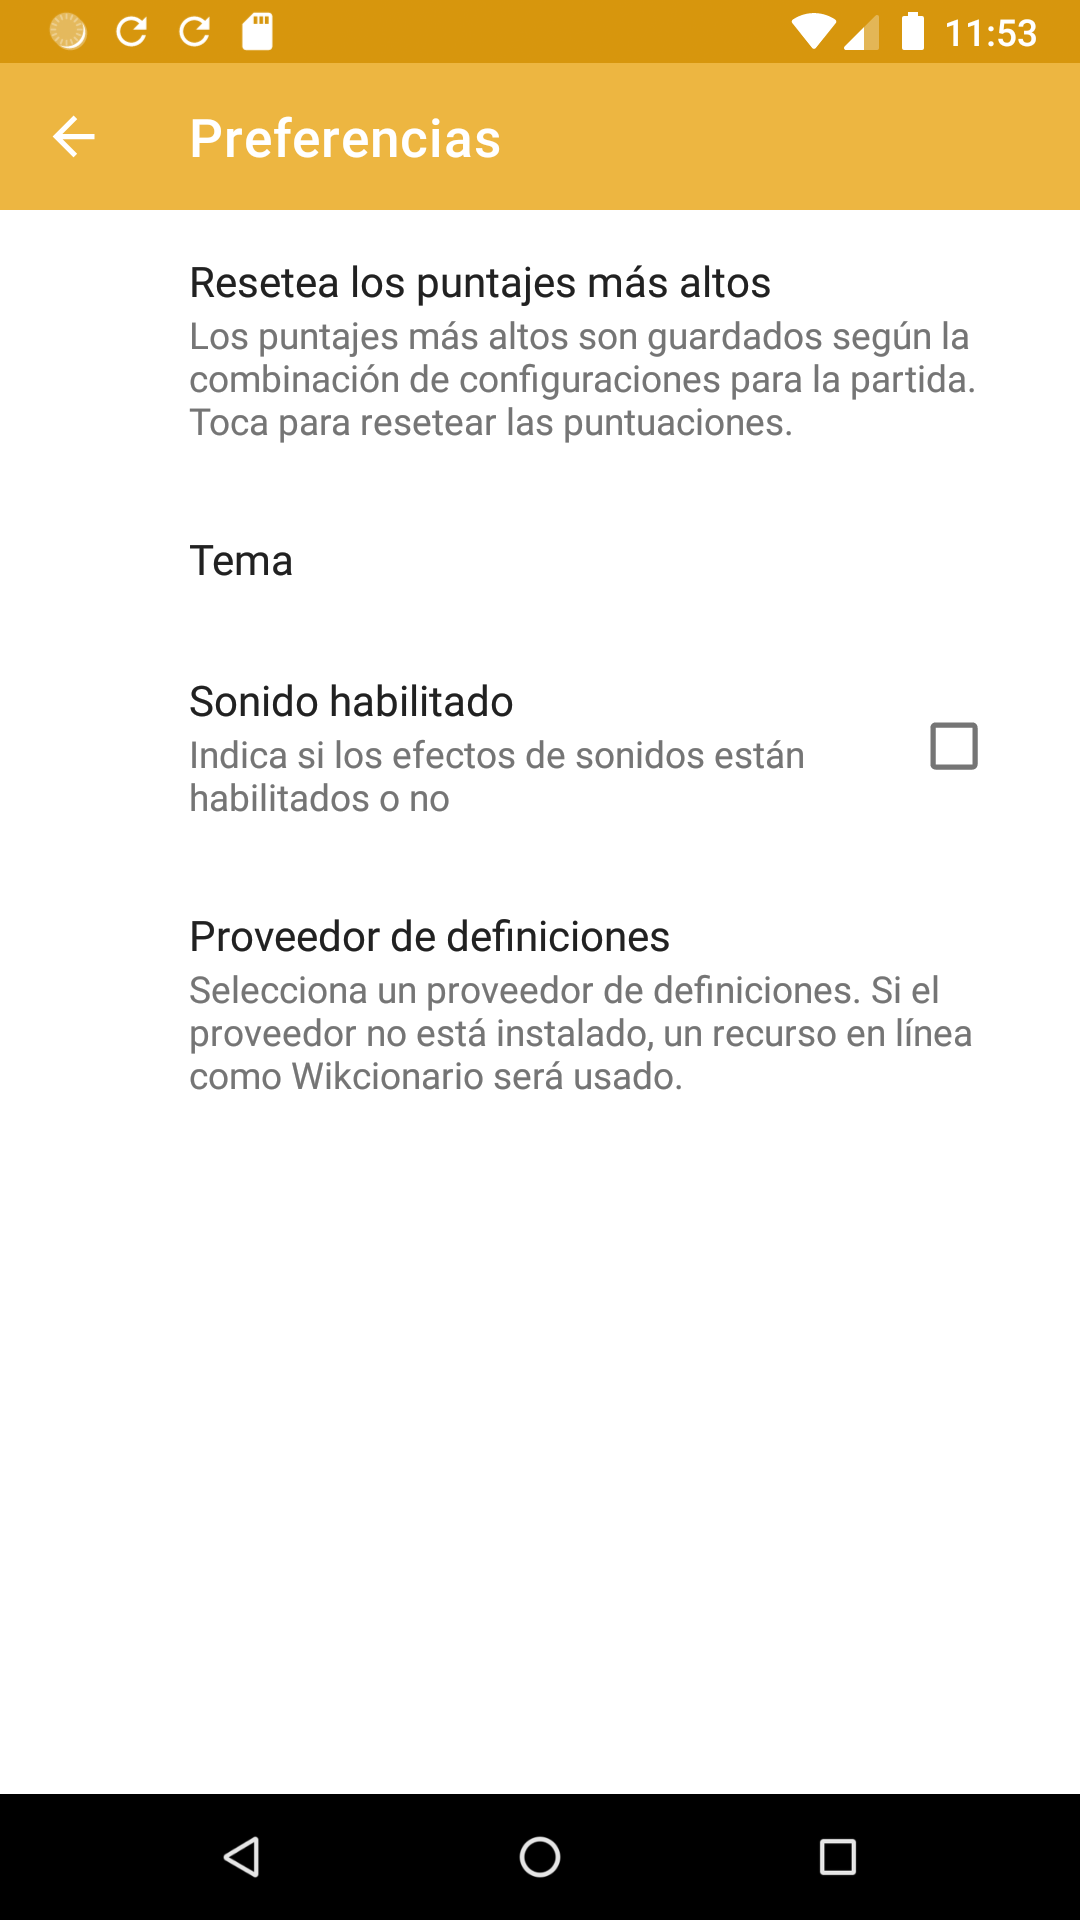 11:53
Preferencias
Resetea los puntajes más altos
Los puntajes más altos son guardados según la
combinación de configuraciones para la partida.
Toca para resetear las puntuaciones.
Tema
Sonido habilitado
Indica si los efectos de sonidos están
habilitados o no
Proveedor de definiciones
Selecciona un proveedor de definiciones. Si el
proveedor no está instalado, un recurso en línea
como Wikcionario será usado.